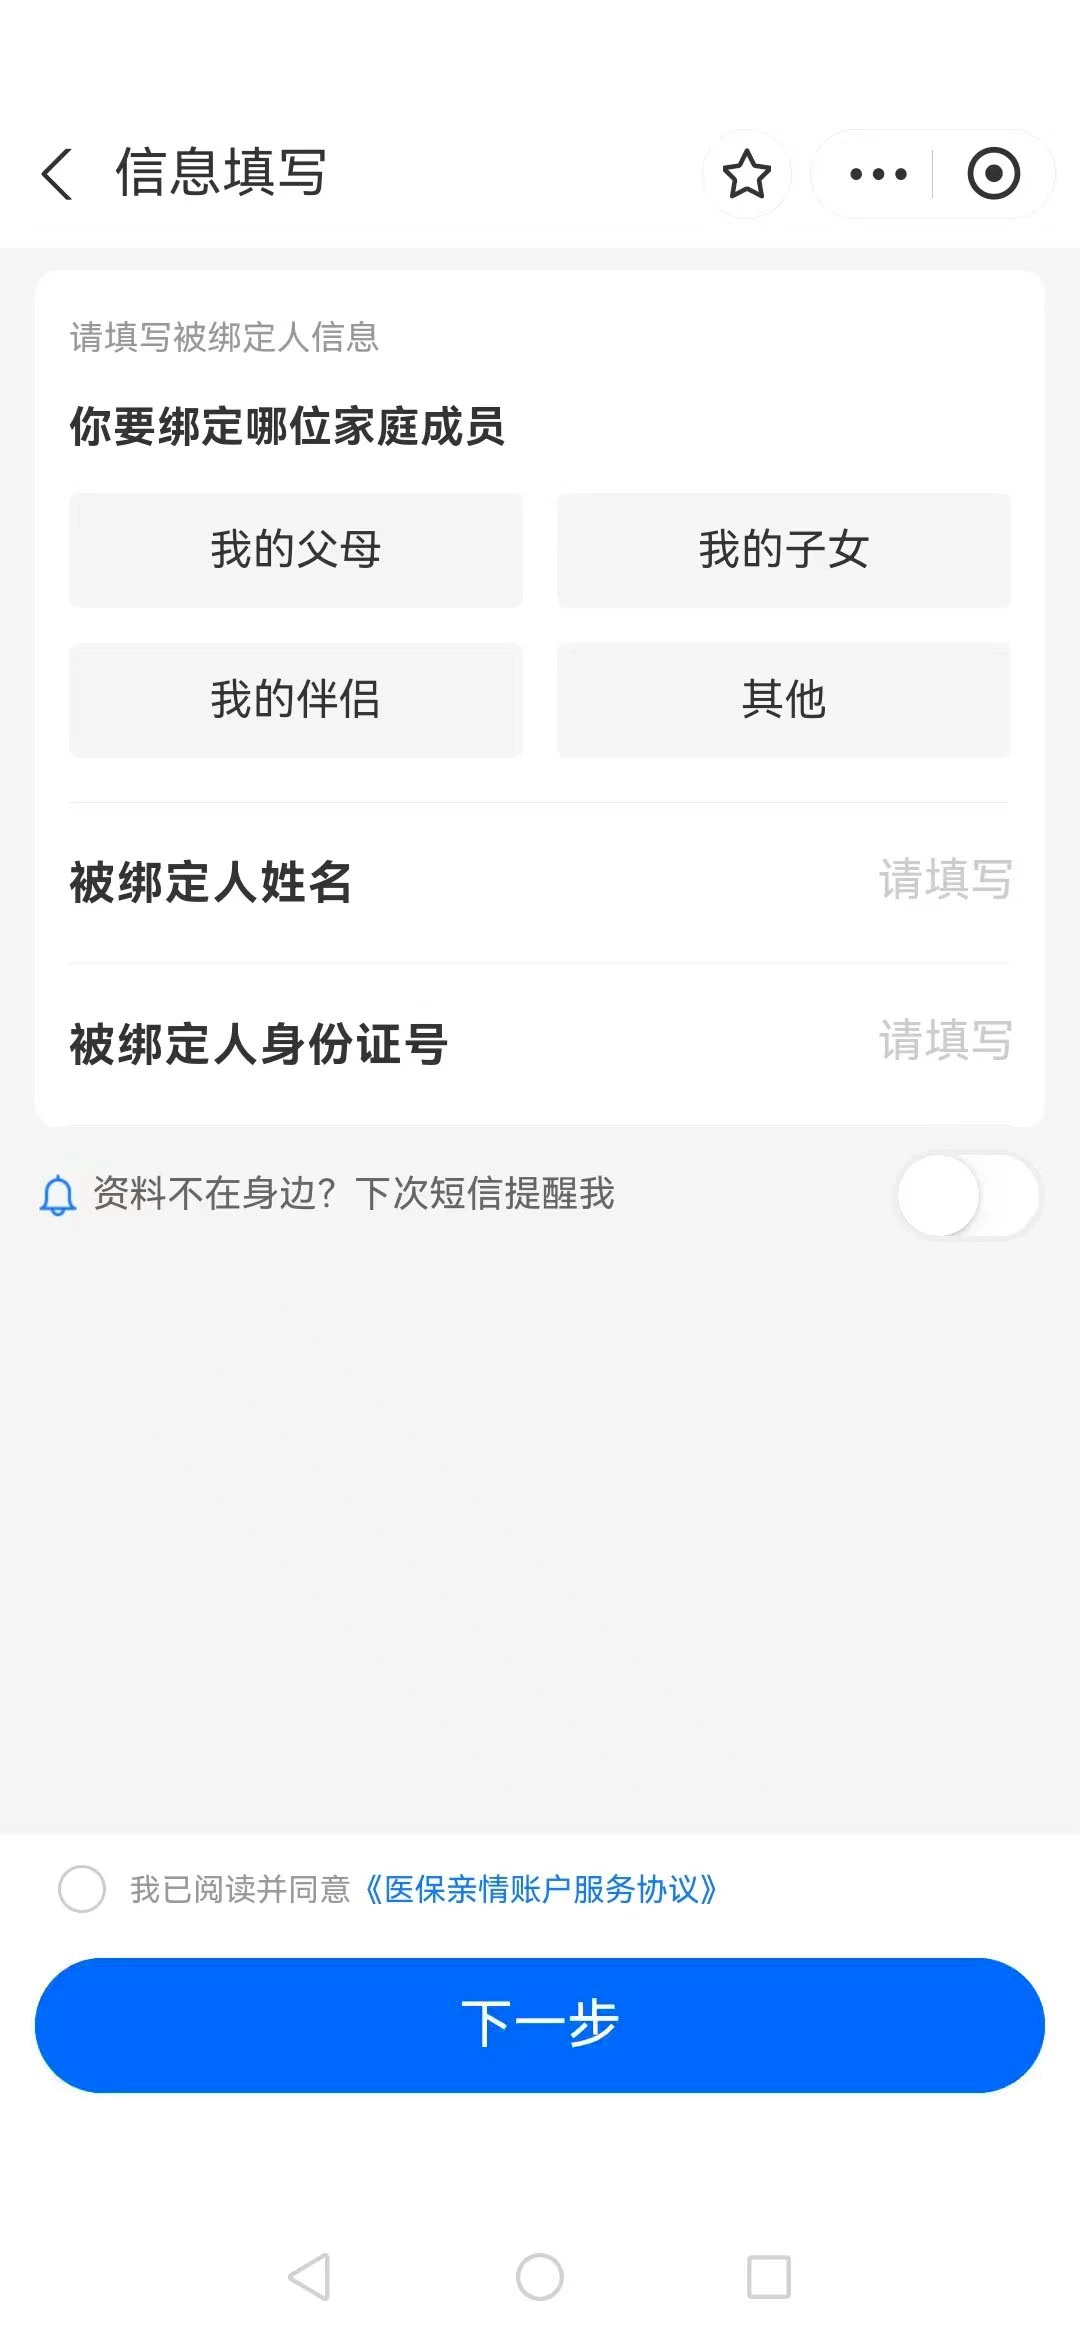 信息填写
请填写被绑定人信息
你要绑定哪位家庭成员
我的父母 我的子女
我的伴侣 其他
被绑定人姓名 请填写
被绑定人身份证号 请填写
资料不在身边？下次短信提醒我
我已阅读并同意《医保亲情账户服务协议》
下一步